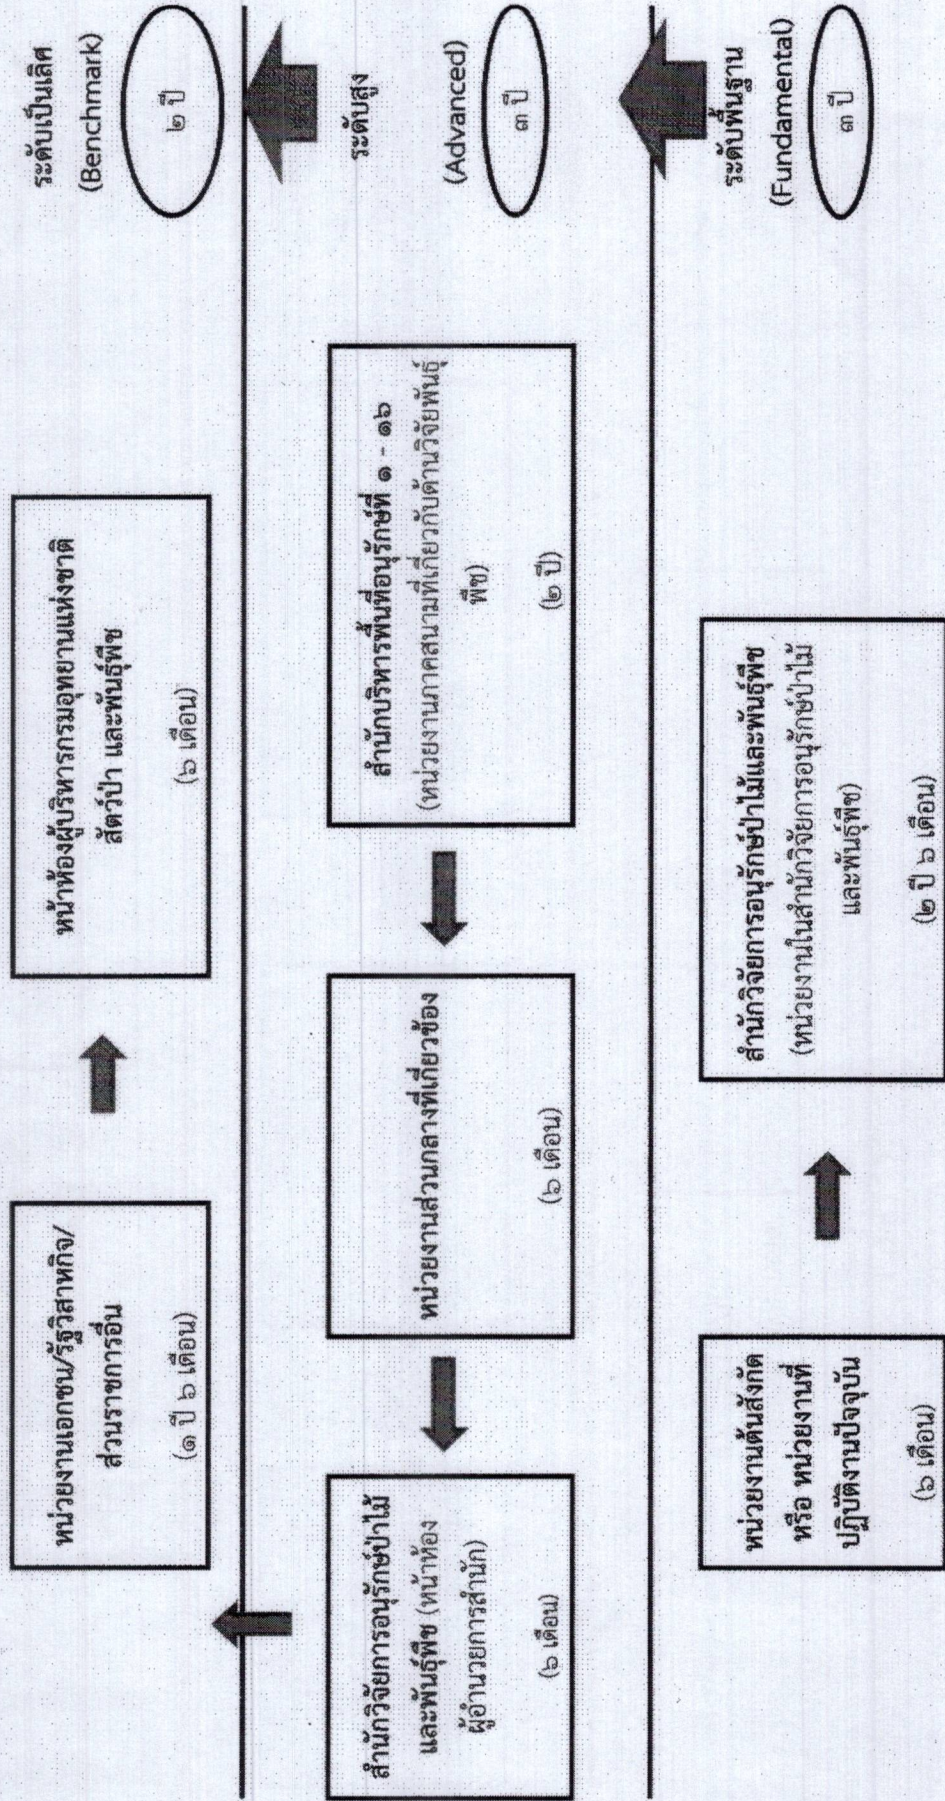 หน่วยงานเอกชน/รัฐวิสาหกิจ/
ส่วนราชการอื่น
(๑ ปี ๖ เดือน)
หน้าห้องผู้บริหารกรมอุทยานแห่งชาติ
สัตว์ป่า และพันธุ์พืช
(๖ เดือน)
ระดับเป็นเลิศ
(Benchmark)
๒ ปี
สำนักวิจัยการอนุรักษ์ป่าไม้
และพันธุ์พืช (หน้าห้อง
ผู้อำนวยการสำนัก)
(๖ เดือน)
หน่วยงานส่วนกลางที่เกี่ยวข้อง
(๖ เดือน)
สำนักบริหารพื้นที่อนุรักษ์ที่ ๑ - ๑๖
(หน่วยงานภาคสนามที่เกี่ยวกับด้านวิจัยพันธุ์
พืช)
(๒ ปี)
ระดับสูง
(Advanced)
๓ ปี
หน่วยงานต้นสังกัด
หรือ หน่วยงานที่
ปฏิบัติงานปัจจุบัน
(๖ เดือน)
สำนักวิจัยการอนุรักษ์ป่าไม้และพันธุ์พืช
(หน่วยงานในสำนักวิจัยการอนุรักษ์ป่าไม้
และพันธุ์พืช)
(๒ ปี ๖ เดือน)
ระดับพื้นฐาน
(Fundamental)
๓ ปี